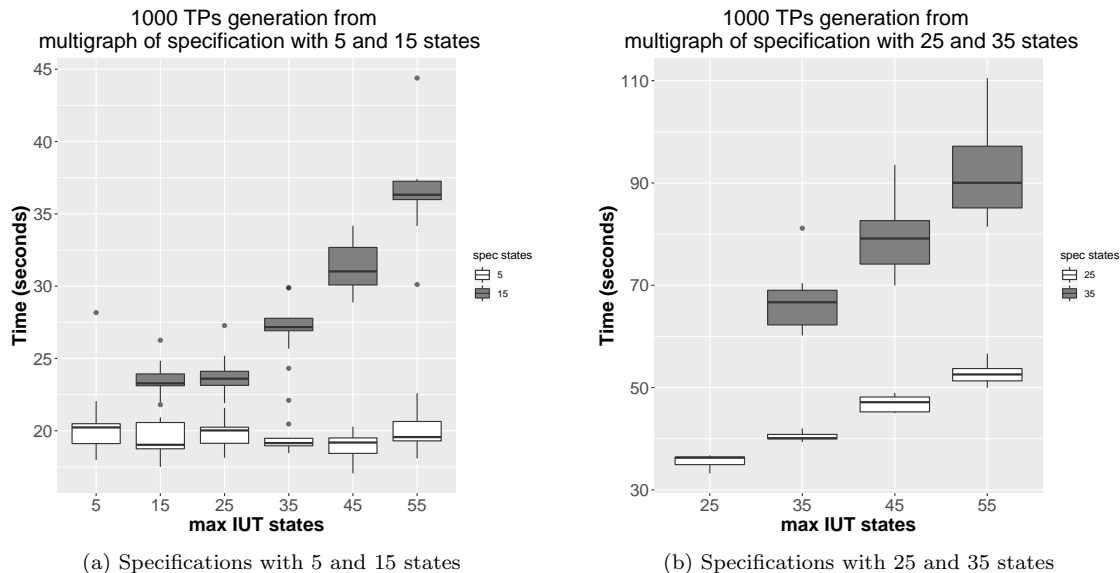 1000 TPs generation from
multigraph of specification with 5 and 15 states
45
40
35
30
25
20
Time (seconds)
5 15 25 35 45 55
max IUT states
spec states
5
15
(a) Specifications with 5 and 15 states
1000 TPs generation from
multigraph of specification with 25 and 35 states
110
90
70
50
30
Time (seconds)
25 35 45 55
max IUT states
spec states
25
35
(b) Specifications with 25 and 35 states